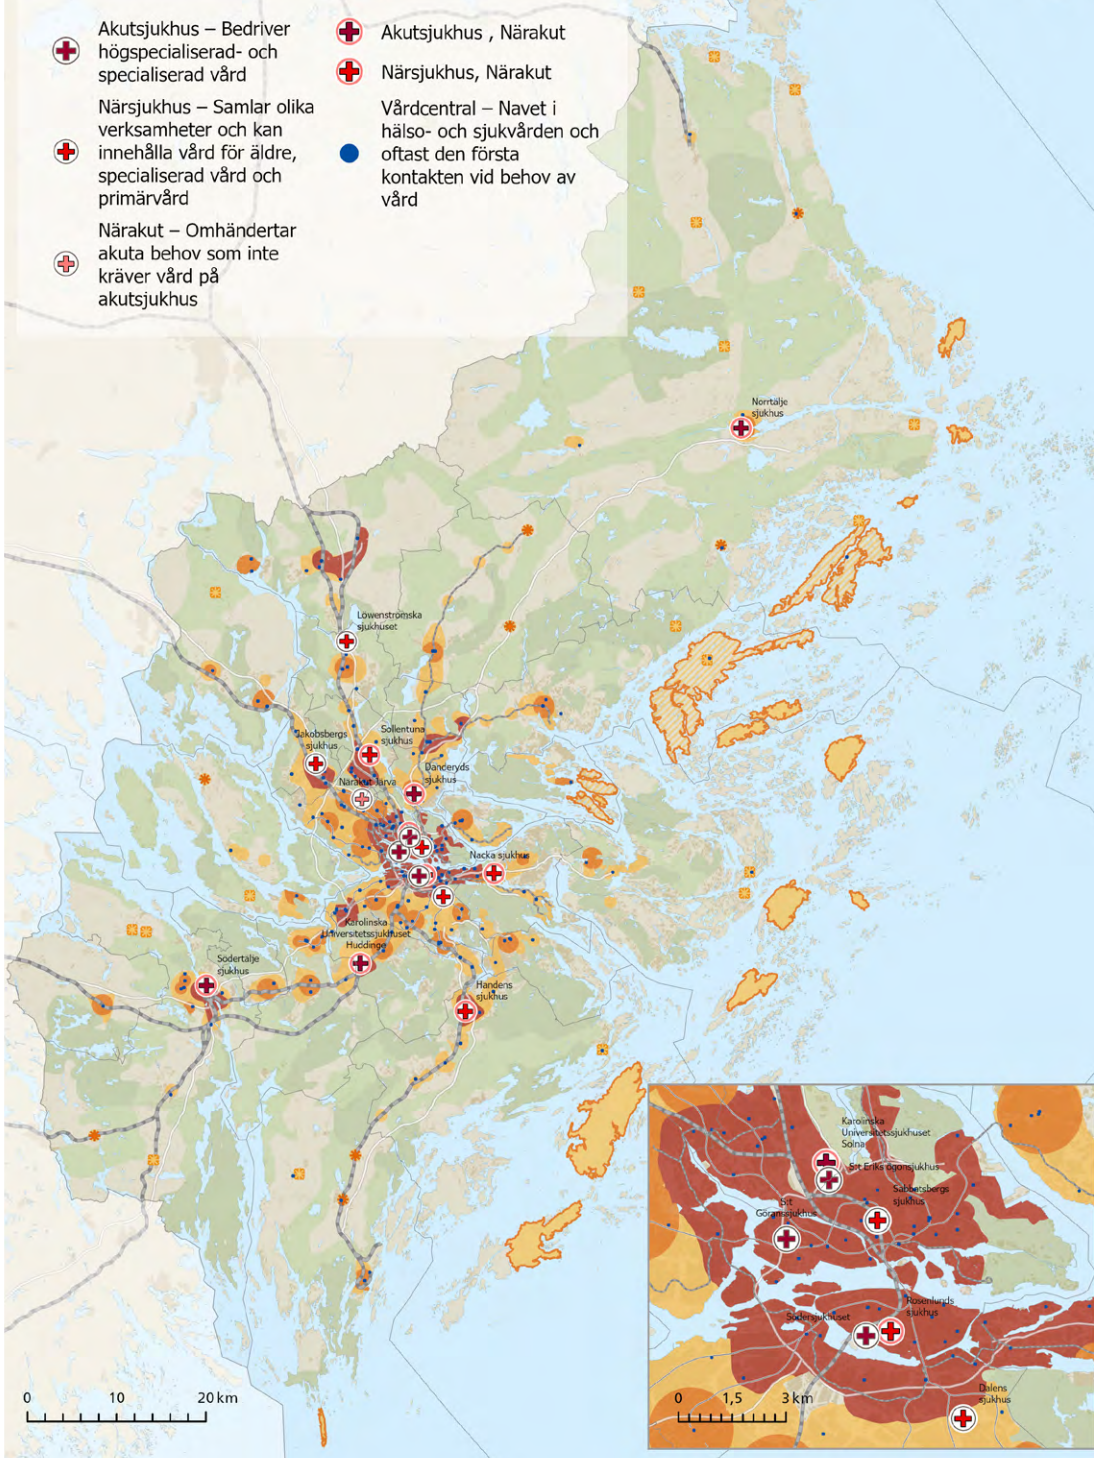 Akutsjukhus – Bedriver
högspecialiserad- och
specialiserad vård
Närsjukhus – Samlar olika
verksamheter och kan
innehålla vård för äldre,
specialiserad vård och
primärvård
Närakut – Omhändertar
akuta behov som inte
kräver vård på
akutsjukhus
Akutsjukhus , Närakut
Närsjukhus, Närakut
Vårdcentral – Navet i
hälso- och sjukvården och
oftast den första
kontakten vid behov av
vård
Norrtälje
sjukhus
Löwenströmska
sjukhuset
Jakobsbergs
sjukhus
Sollentuna
sjukhus
Danderyds
sjukhus
Närakut Järva
Nacka sjukhus
Karolinska
Universitetssjukhuset
Huddinge
Södertälje
sjukhus
Handens
sjukhus
0 10 20 km
Karolinska
Universitetssjukhuset
Solna
S:t Eriks ögonsjukhus
S:t
Göranssjukhus
Sabbatsbergs
sjukhus
Södersjukhuset
Rosenlunds
sjukhus
Dalens
sjukhus
0 1,5 3 km